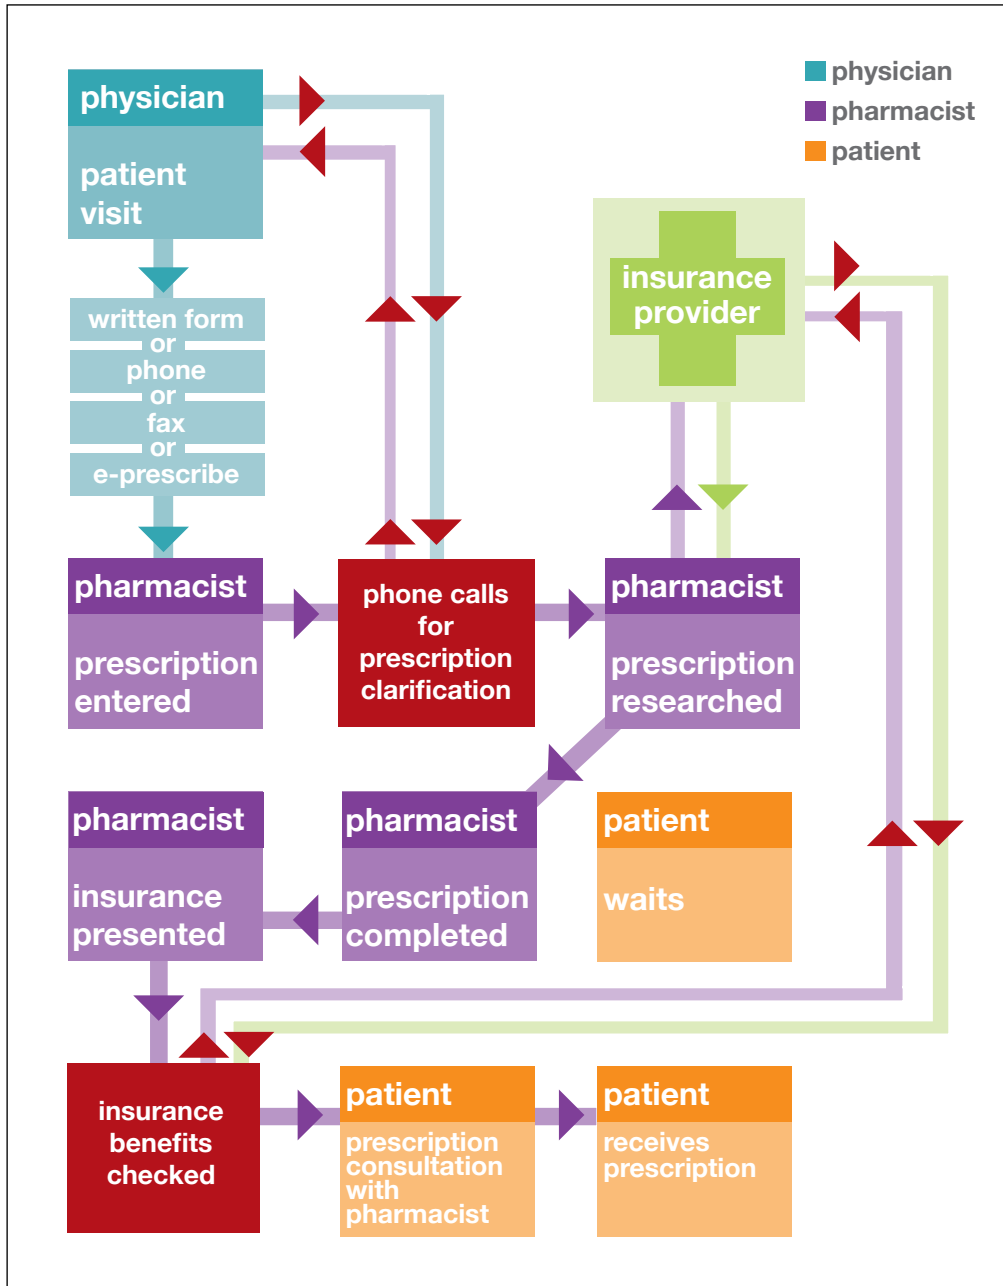 physician
pharmacist
patient
physician
patient
visit
written form
or
phone
or
fax
or
e-prescribe
insurance
provider
pharmacist
prescription
entered
phone calls
for
prescription
clarification
pharmacist
prescription
researched
pharmacist
insurance
presented
pharmacist
prescription
completed
patient
waits
insurance
benefits
checked
patient
prescription
consultation
with
pharmacist
patient
receives
prescription